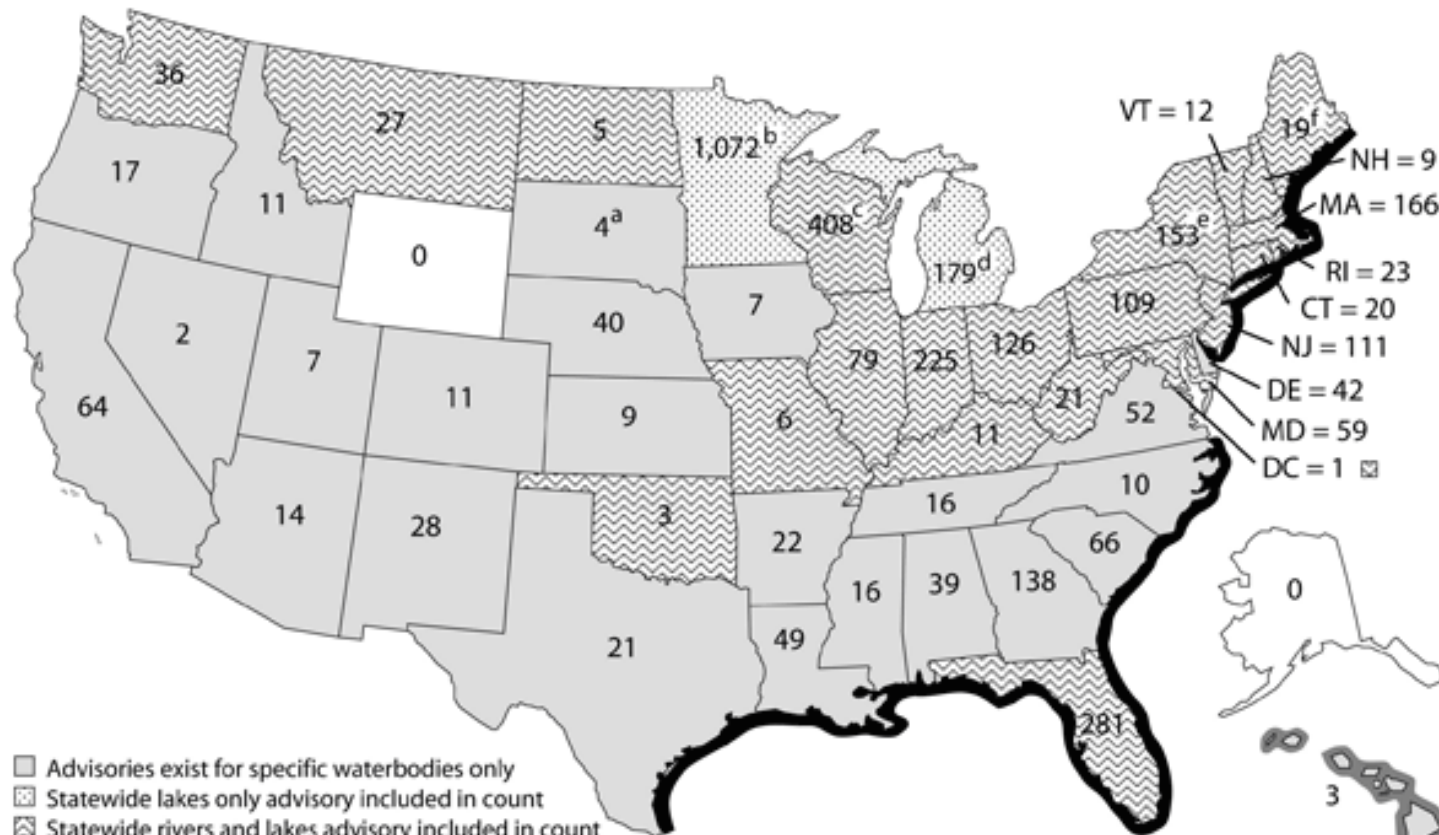 36
27
5
1,072b
VT = 12
19f
NH = 9
17
11
4a
408c
153e
MA = 166
0
179d
RI = 23
CT = 20
7
109
NJ = 111
40
2
7
79
225
126
DE = 42
64
11
9
6
21
52
MD = 59
11
DC = 1
10
16
14
28
3
22
66
16
39
138
0
21
49
281
3
Advisories exist for specific waterbodies only
Statewide lakes only advisory included in count
Statewide rivers and lakes advisory included in count